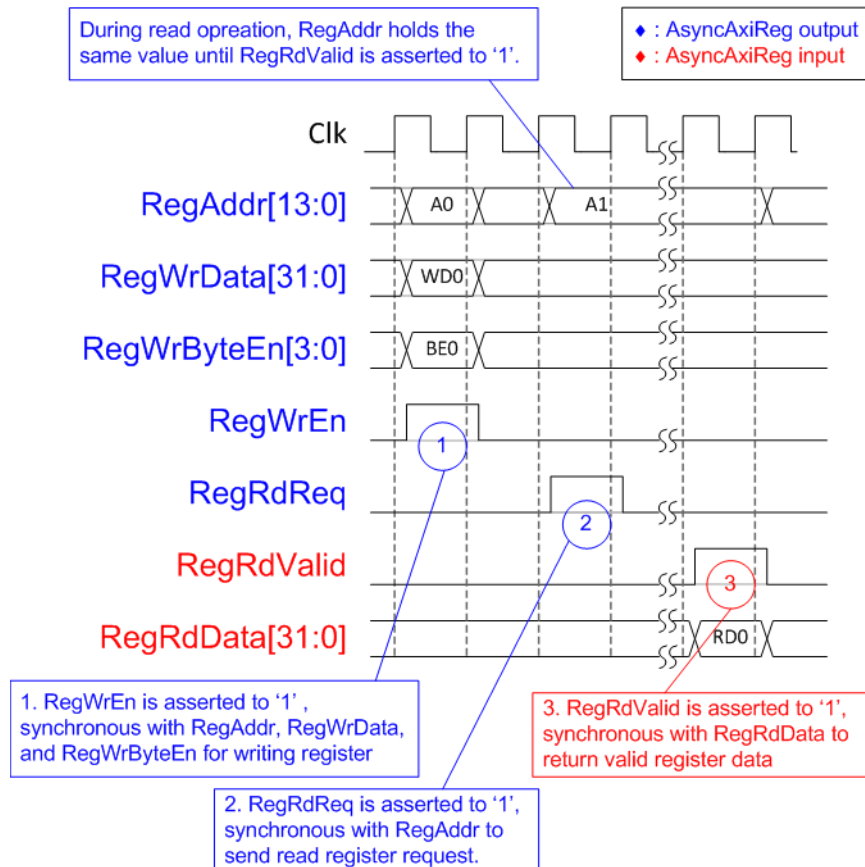 During read opreation, RegAddr holds the
same value until RegRdValid is asserted to ‘1’.
♦ : AsyncAxiReg output
♦ : AsyncAxiReg input
Clk
RegAddr[13:0]
A0
A1
RegWrData[31:0]
WD0
RegWrByteEn[3:0]
BE0
RegWrEn
1
RegRdReq
2
RegRdValid
3
RegRdData[31:0]
RD0
1. RegWrEn is asserted to ‘1’ ,
synchronous with RegAddr, RegWrData,
and RegWrByteEn for writing register
3. RegRdValid is asserted to ‘1’,
synchronous with RegRdData to
return valid register data
2. RegRdReq is asserted to ‘1’,
synchronous with RegAddr to
send read register request.